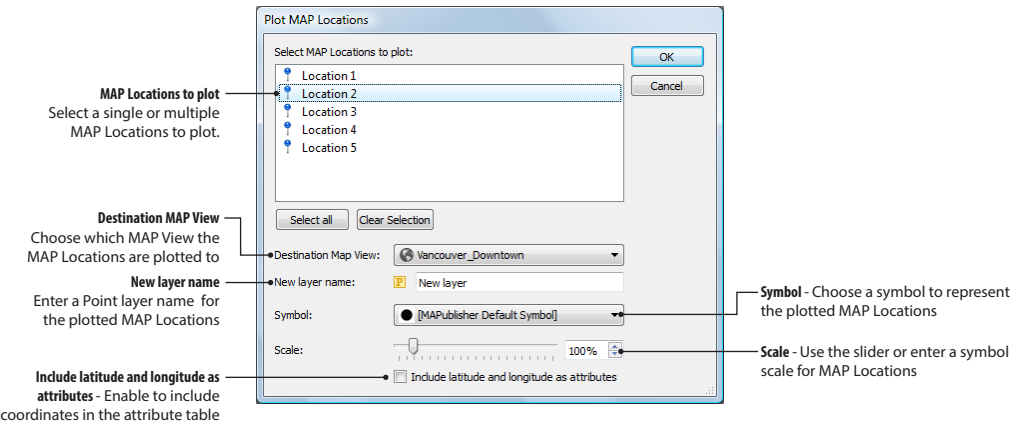 Plot MAP Locations
Select MAP Locations to plot:
Location 1
Location 2
Location 3
Location 4
Location 5
OK
Cancel
Select all
Clear Selection
Destination Map View:
Vancouver_Downtown
New layer name:
P
New layer
Symbol:
[MAPublisher Default Symbol]
Scale:
100%
Include latitude and longitude as attributes
MAP Locations to plot
Select a single or multiple
MAP Locations to plot.
Destination MAP View
Choose which MAP View the
MAP Locations are plotted to
New layer name
Enter a Point layer name for
the plotted MAP Locations
Include latitude and longitude as
attributes - Enable to include
coordinates in the attribute table
Symbol - Choose a symbol to represent
the plotted MAP Locations
Scale - Use the slider or enter a symbol
scale for MAP Locations